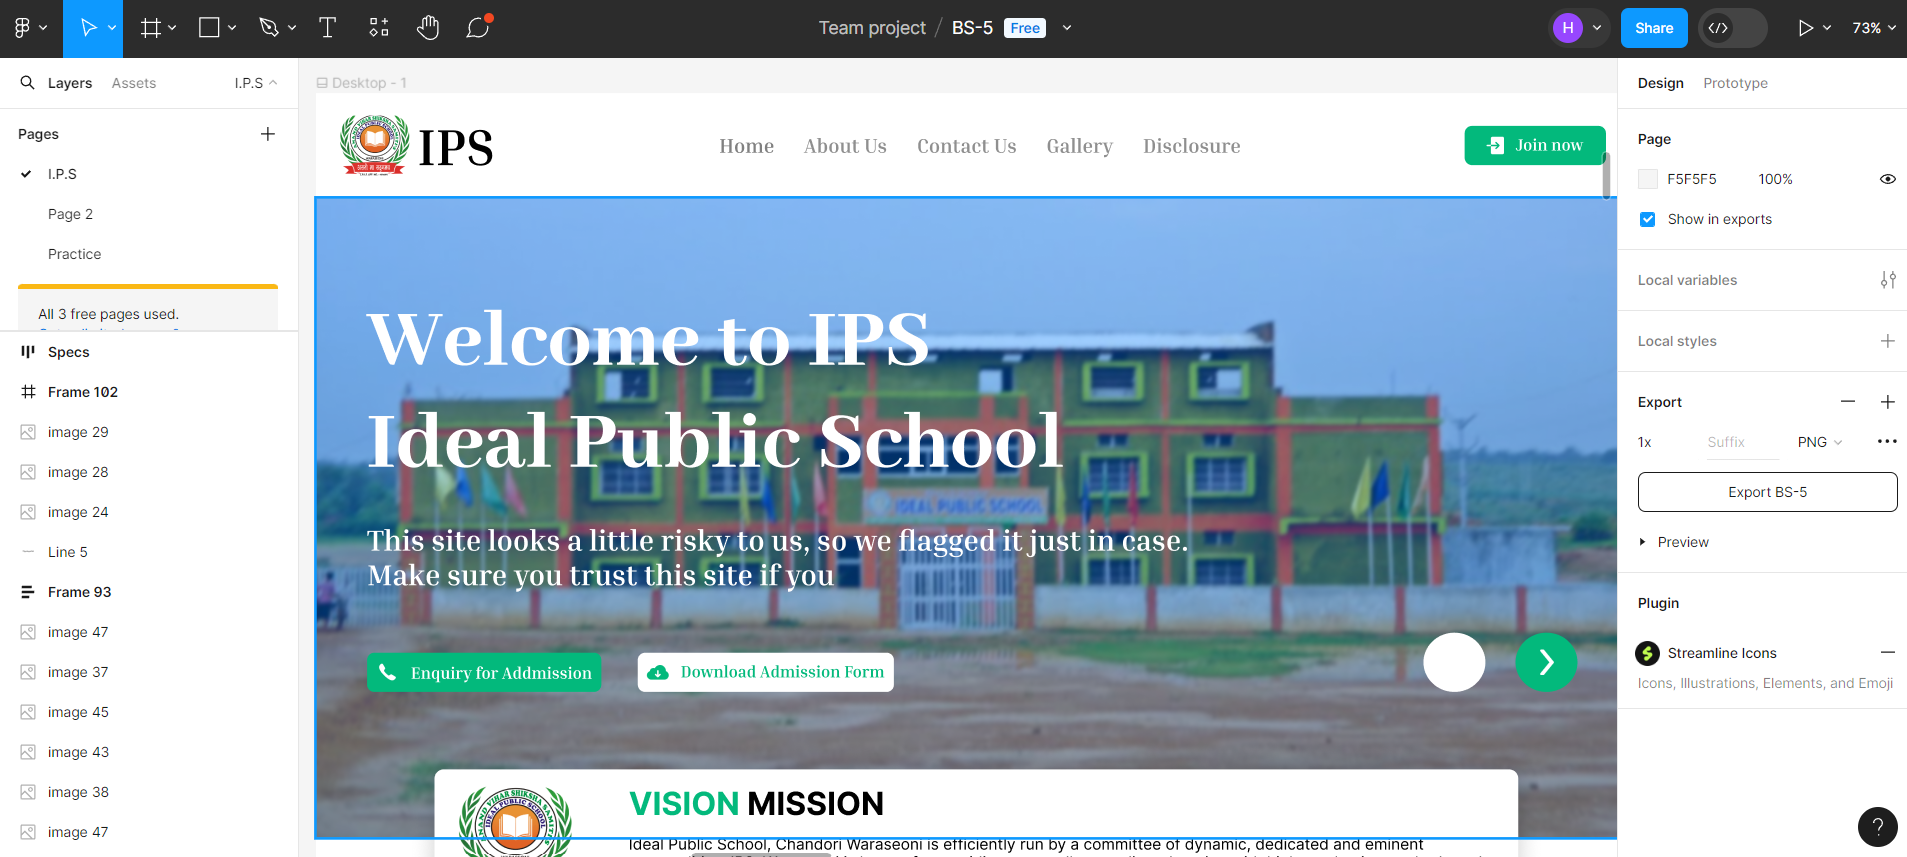 Team project / BS-5 Free
H
Share
73%
Layers
Assets
I.P.S
Pages
I.P.S
Page 2
Practice
All 3 free pages used.
Specs
Frame 102
image 29
image 28
image 24
Line 5
Frame 93
image 47
image 37
image 45
image 43
image 38
image 47
Desktop - 1
IPS
Home
About Us
Contact Us
Gallery
Disclosure
Join now
Welcome to IPS
Ideal Public School
IDEAL PUBLIC SCHOOL
This site looks a little risky to us, so we flagged it just in case.
Make sure you trust this site if you
Enquiry for Addmission
Download Admission Form
VISION MISSION
Ideal Public School, Chandori Waraseoni is efficiently run by a committee of dynamic, dedicated and eminent
Design
Prototype
Page
F5F5F5
100%
Show in exports
Local variables
Local styles
Export
1x
Suffix
PNG
Export BS-5
Preview
Plugin
Streamline Icons
Icons, Illustrations, Elements, and Emoji
?